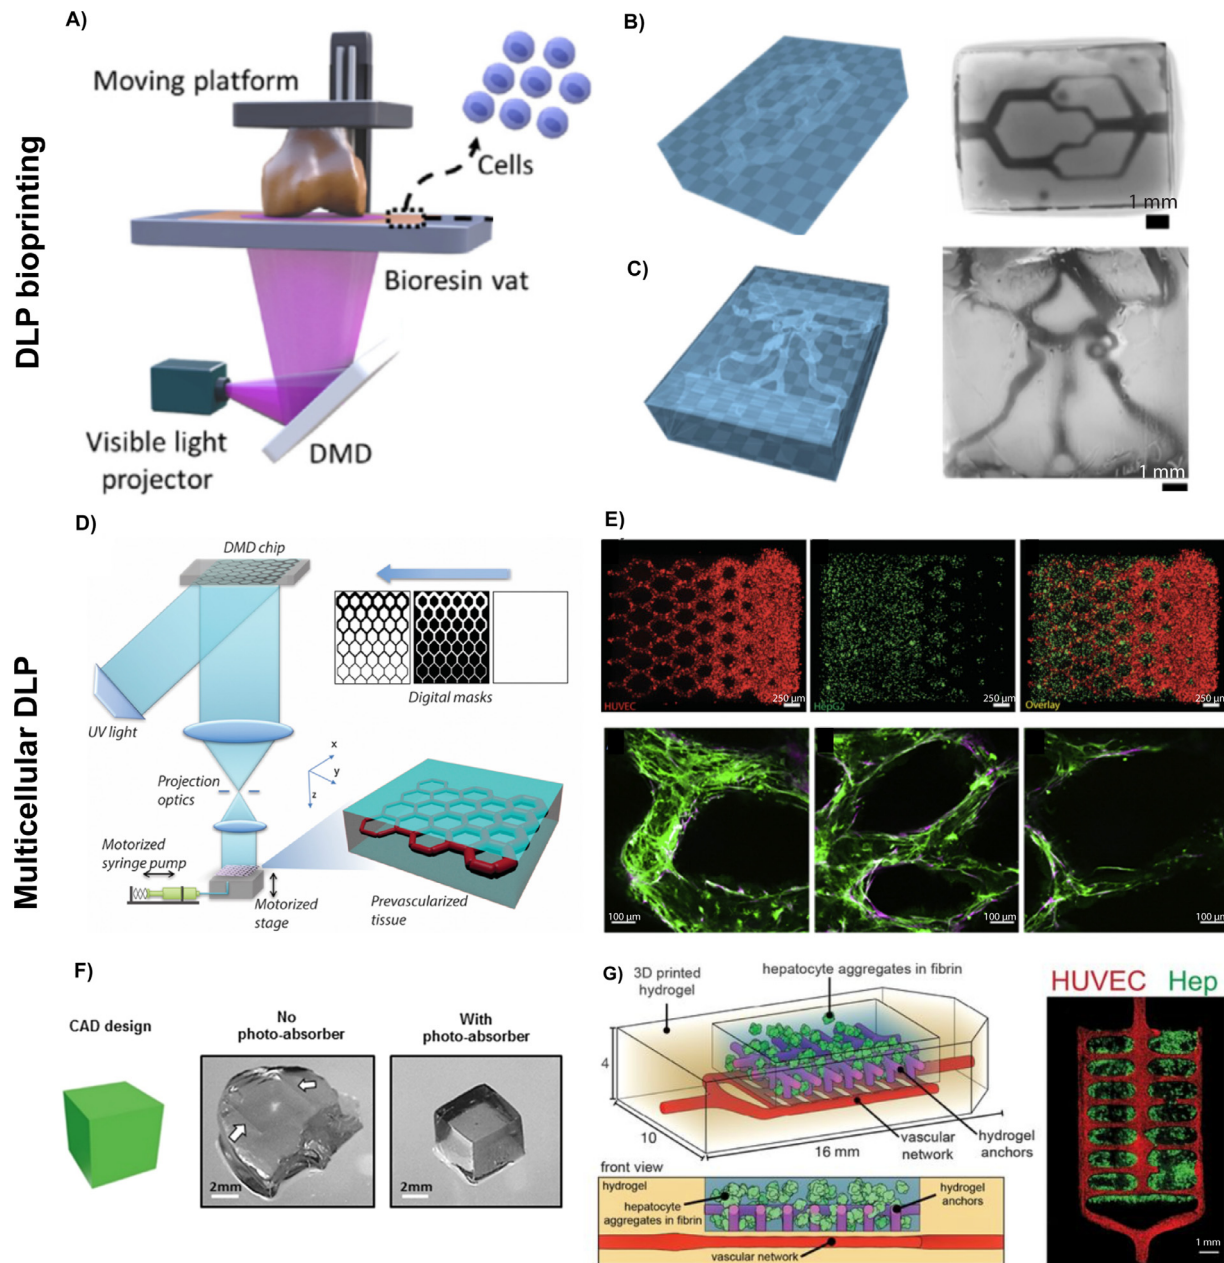 DLP bioprinting
A)
Moving platform
Cells
Bioresin vat
Visible light
projector
DMD
B)
1 mm
C)
1 mm
Multicellular DLP
D)
DMD chip
UV light
Digital masks
Projection
optics
x
y
z
Motorized
syringe pump
Motorized
stage
Prevascularized
tissue
E)
HUVEC
250 µm
HepG2
250 µm
Overlay
250 µm
100 µm
100 µm
100 µm
F)
CAD design
No
photo-absorber
With
photo-absorber
2mm
2mm
G)
3D printed
hydrogel
hepatocyte aggregates in fibrin
4
10
16 mm
vascular
network
hydrogel
anchors
front view
hydrogel
hepatocyte
aggregates in fibrin
hydrogel
anchors
vascular network
HUVEC Hep
1 mm